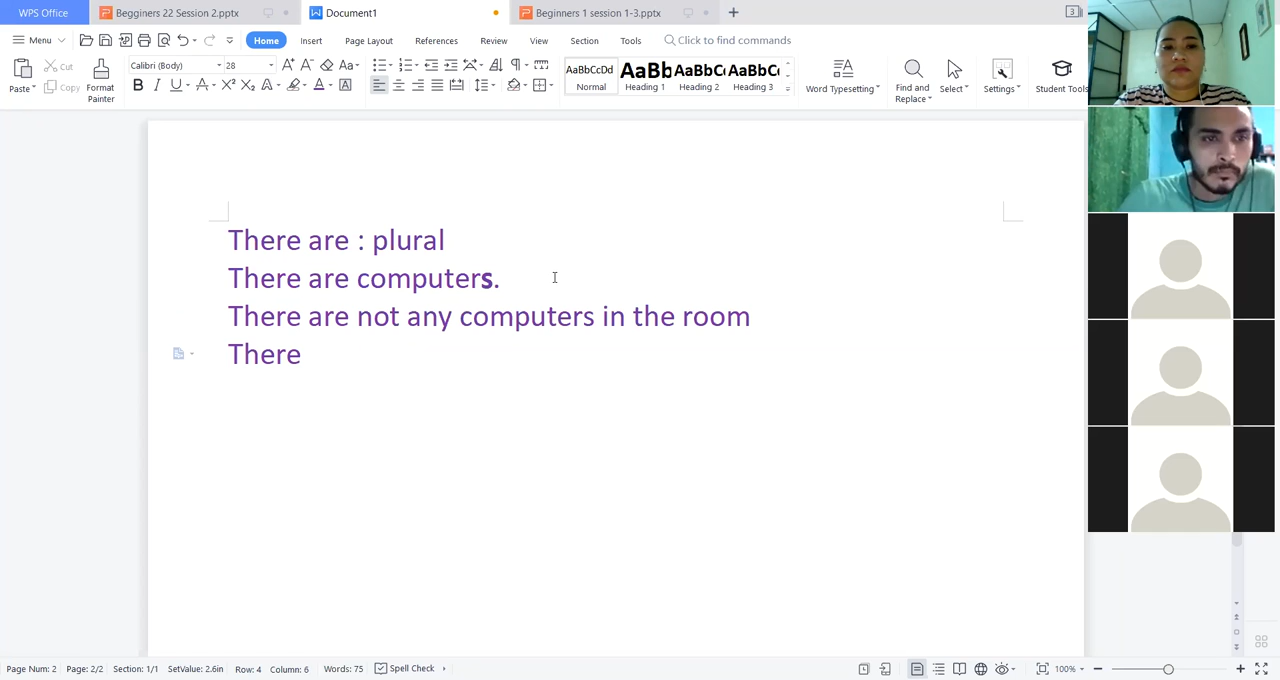 WPS Office
Begginers 22 Session 2.pptx
Document1
Beginners 1 session 1-3.pptx
3
Menu
Home
Insert
Page Layout
References
Review
View
Section
Tools
Click to find commands
Paste
Cut
Copy
Format Painter
Calibri (Body)
28
AaBbCcDd
Normal
AaBb
Heading 1
AaBbC
Heading 2
AaBbC
Heading 3
Word Typesetting
Find and Replace
Select
Settings
Student Tools
There are : plural
There are computers.
There are not any computers in the room
There
Page Num: 2
Page: 2/2
Section: 1/1
SetValue: 2.6in
Row: 4
Column: 6
Words: 75
Spell Check
100%